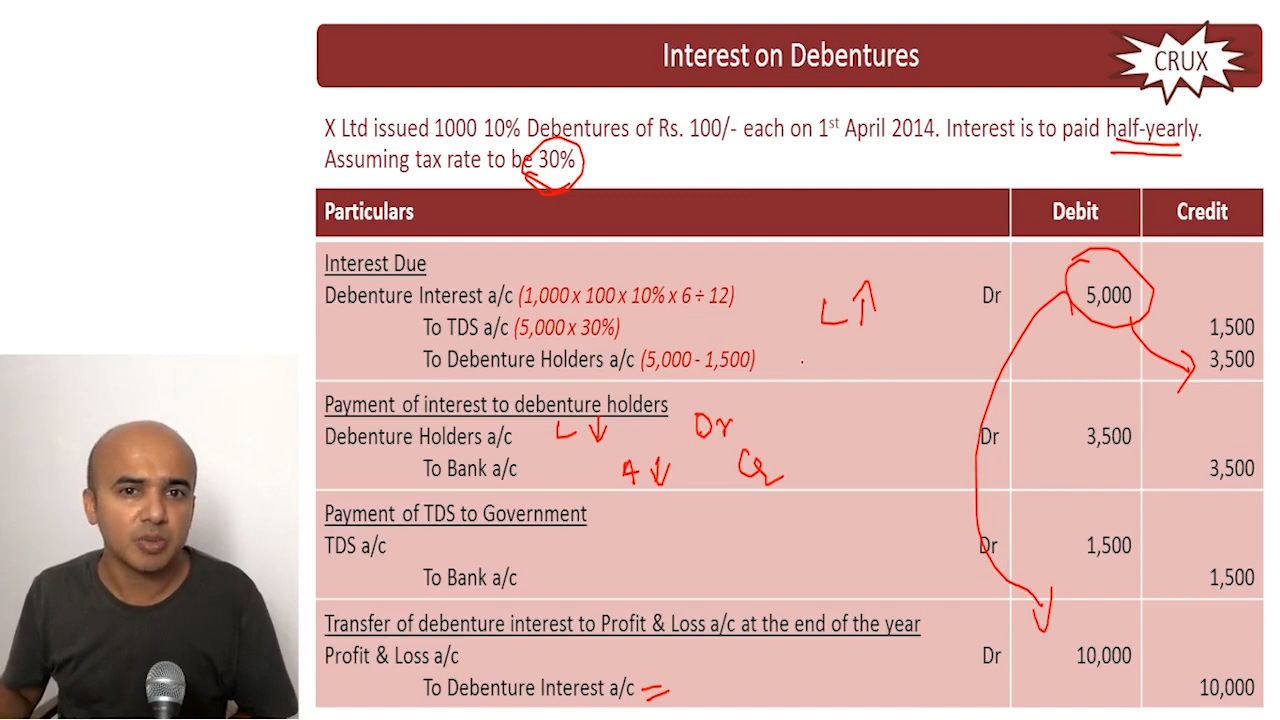 Interest on Debentures
CRUX
X Ltd issued 1000 10% Debentures of Rs. 100/- each on 1st April 2014. Interest is to paid half-yearly.
Assuming tax rate to be 30%
Particulars Debit Credit
Interest Due
Debenture Interest a/c (1,000 x 100 x 10% x 6 ÷ 12) Dr 5,000
To TDS a/c (5,000 x 30%) 1,500
To Debenture Holders a/c (5,000 - 1,500) 3,500
L↑
Payment of interest to debenture holders
Debenture Holders a/c L↓ Dr Dr 3,500
To Bank a/c A↓ Cr 3,500
Payment of TDS to Government
TDS a/c Dr 1,500
To Bank a/c 1,500
Transfer of debenture interest to Profit & Loss a/c at the end of the year
Profit & Loss a/c Dr 10,000
To Debenture Interest a/c 10,000